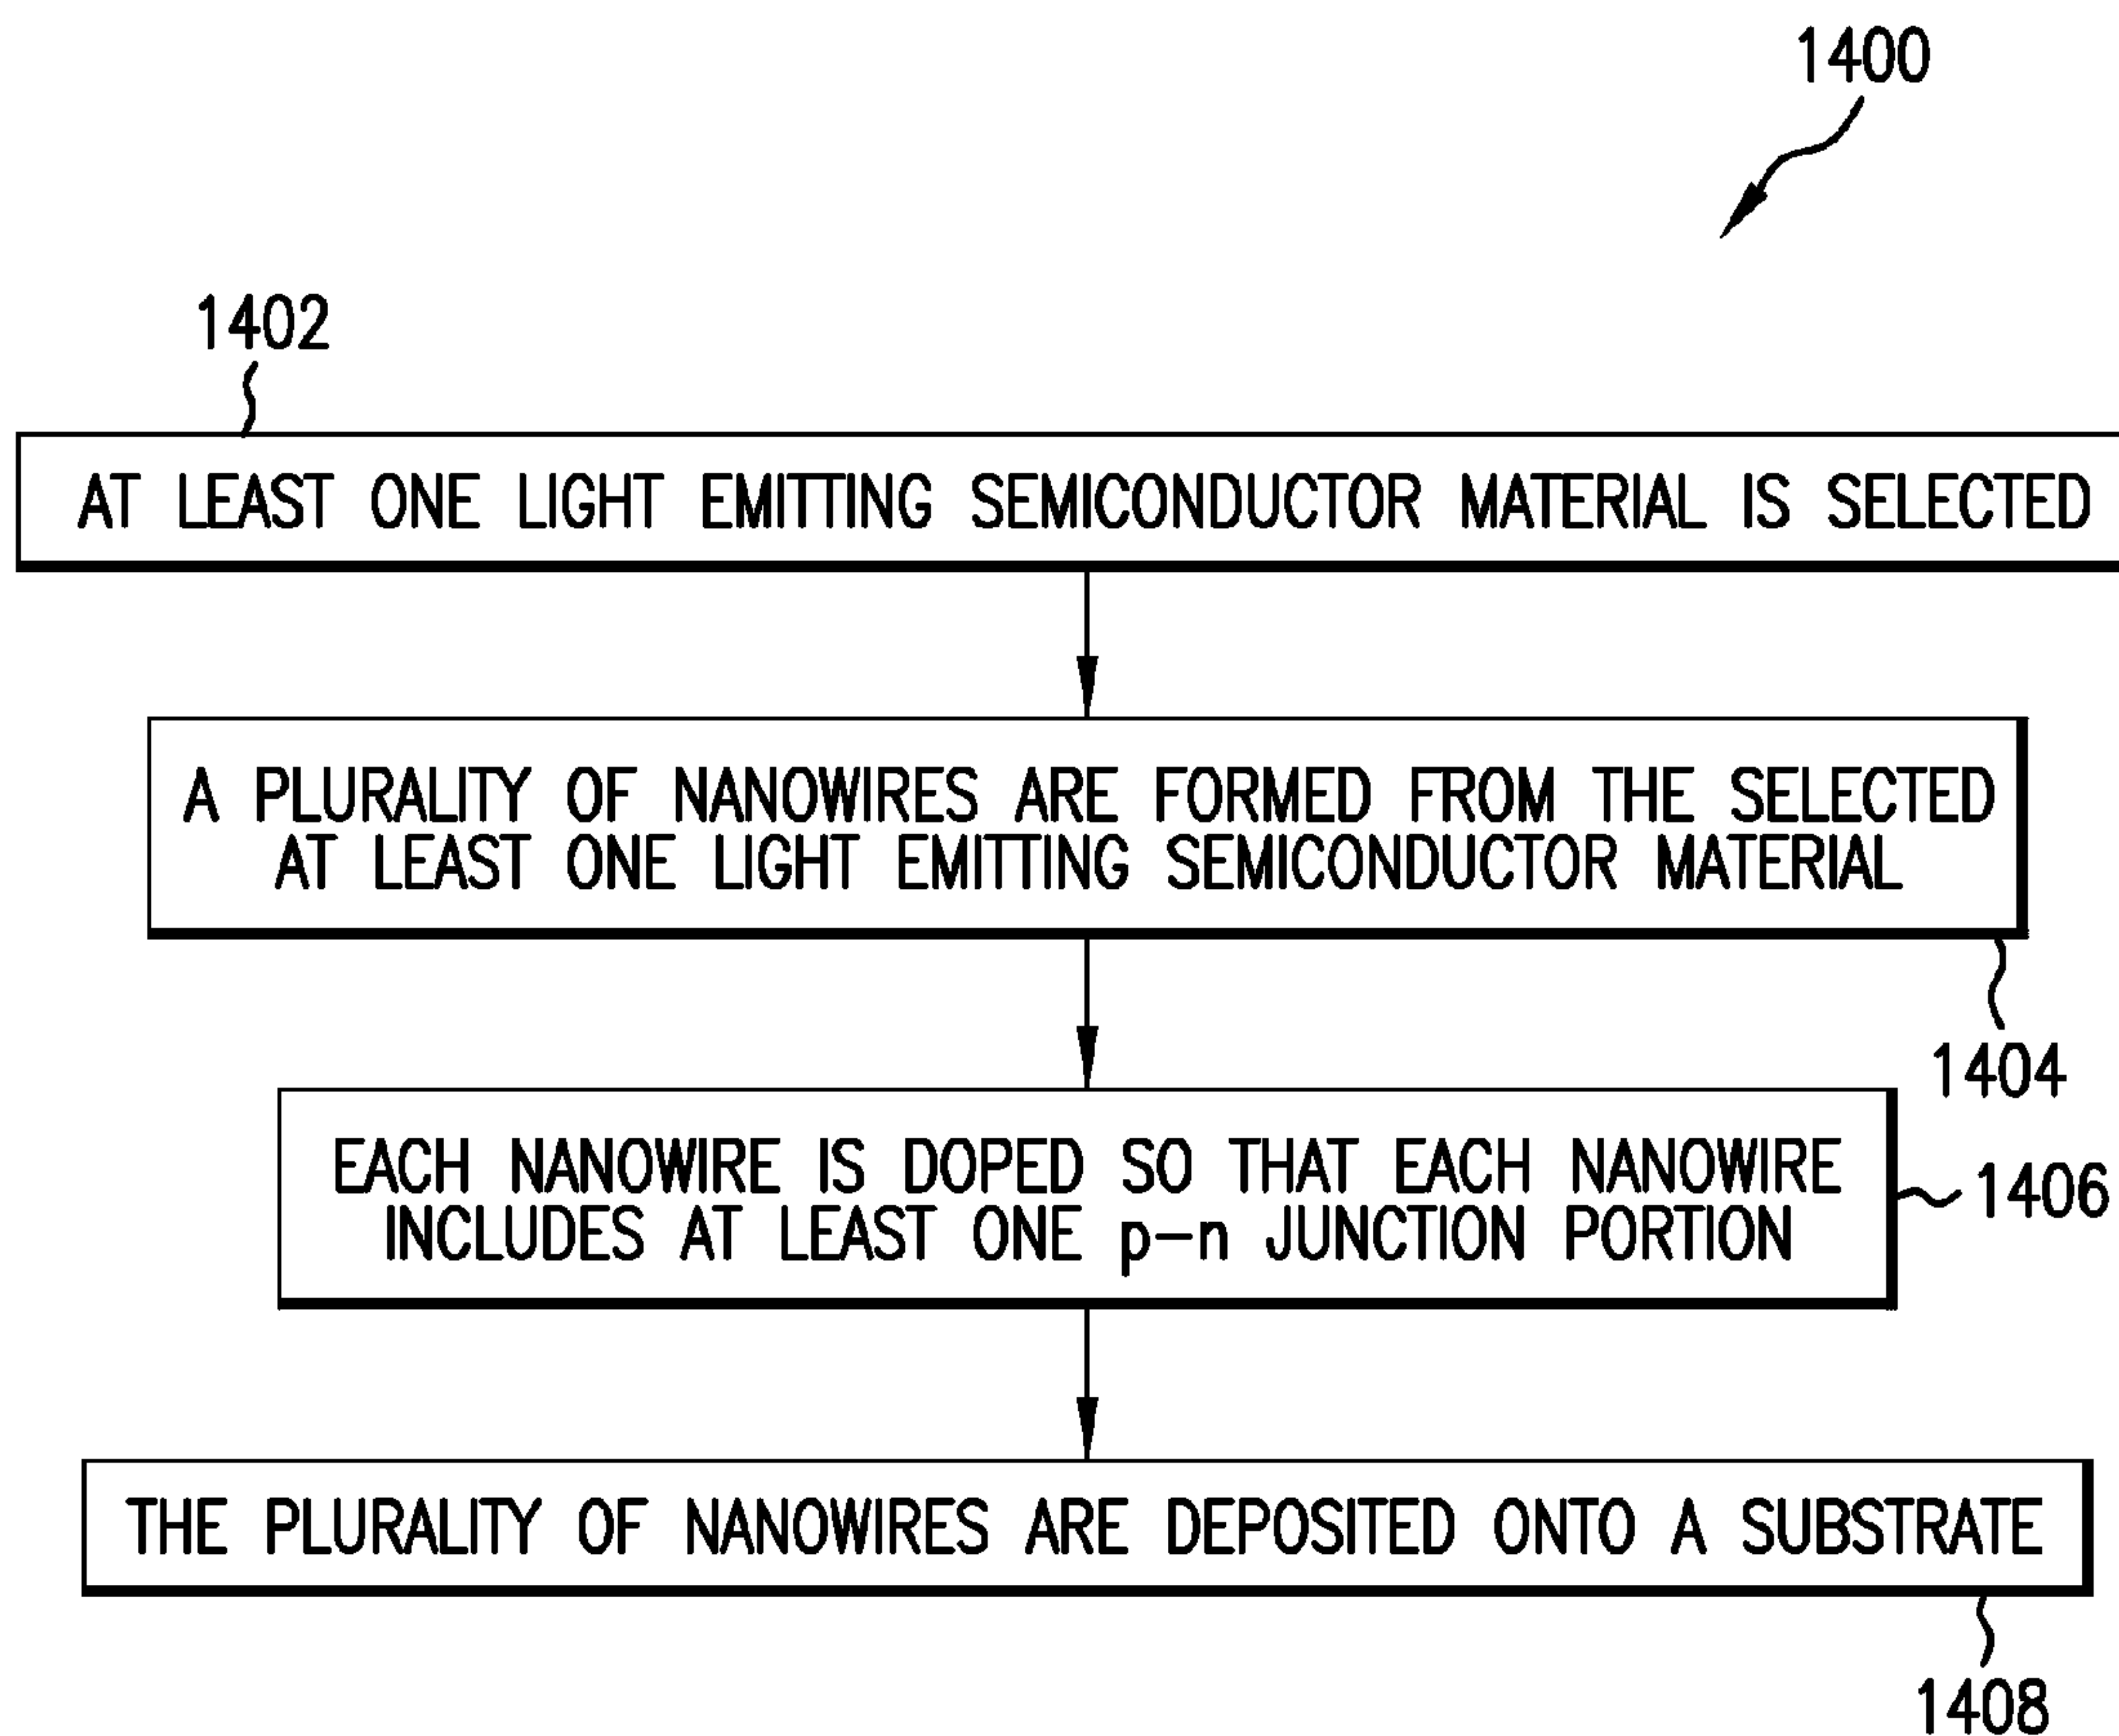 1400
1402
AT LEAST ONE LIGHT EMITTING SEMICONDUCTOR MATERIAL IS SELECTED
A PLURALITY OF NANOWIRES ARE FORMED FROM THE SELECTED
AT LEAST ONE LIGHT EMITTING SEMICONDUCTOR MATERIAL
1404
EACH NANOWIRE IS DOPED SO THAT EACH NANOWIRE
INCLUDES AT LEAST ONE p-n JUNCTION PORTION
1406
THE PLURALITY OF NANOWIRES ARE DEPOSITED ONTO A SUBSTRATE
1408